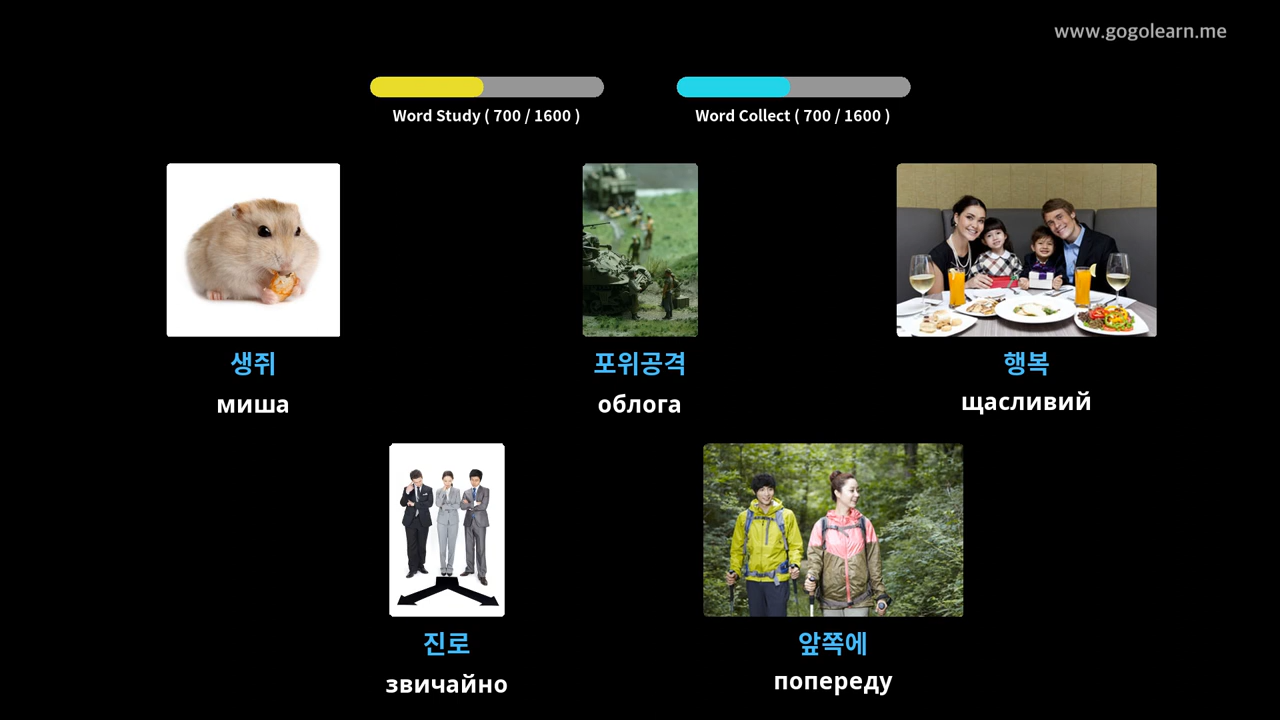 www.gogolearn.me
Word Study ( 700 / 1600 )
Word Collect ( 700 / 1600 )
생쥐
포위공격
행복
миша
облога
щасливий
진로
앞쪽에
звичайно
попереду